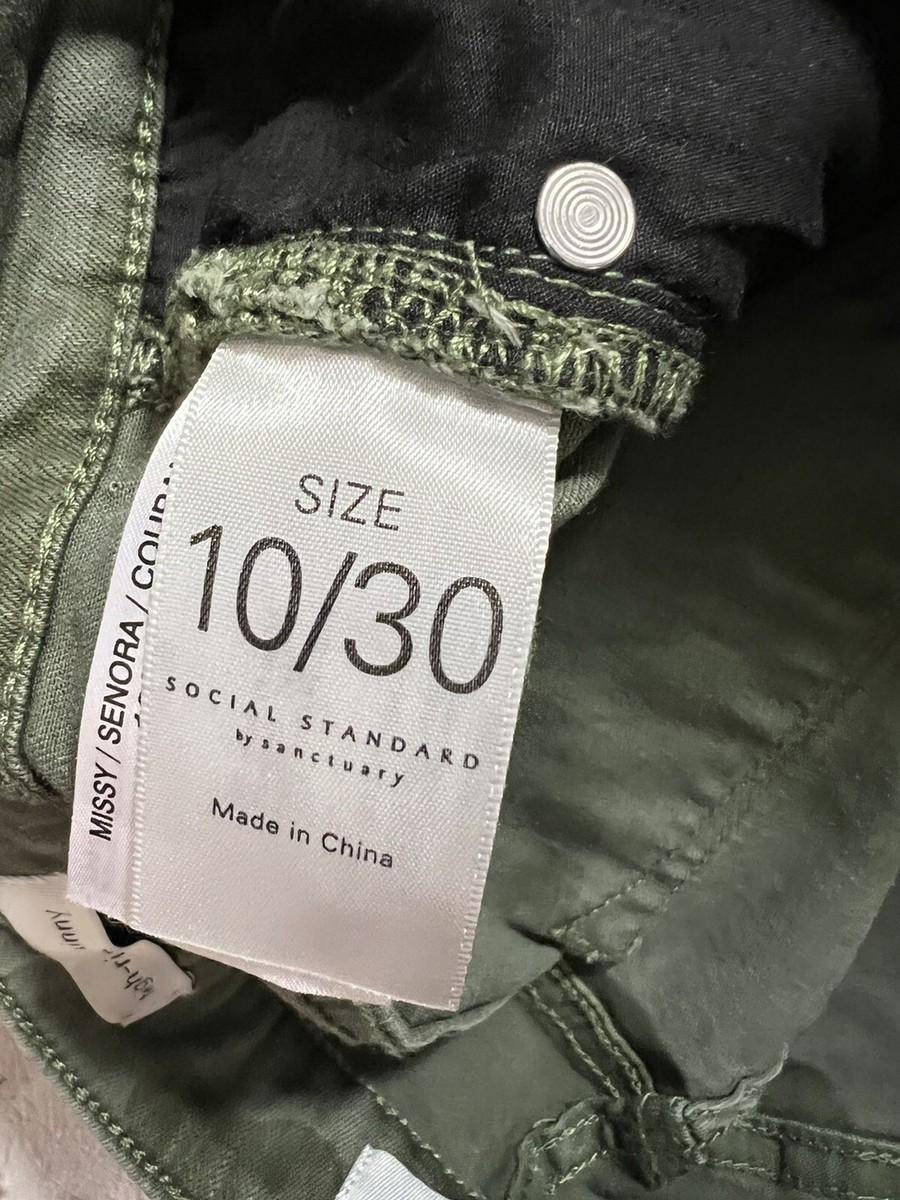 SIZE
10/30
SOCIAL STANDARD
by sanctuary
Made in China
MISSY / SENORA /